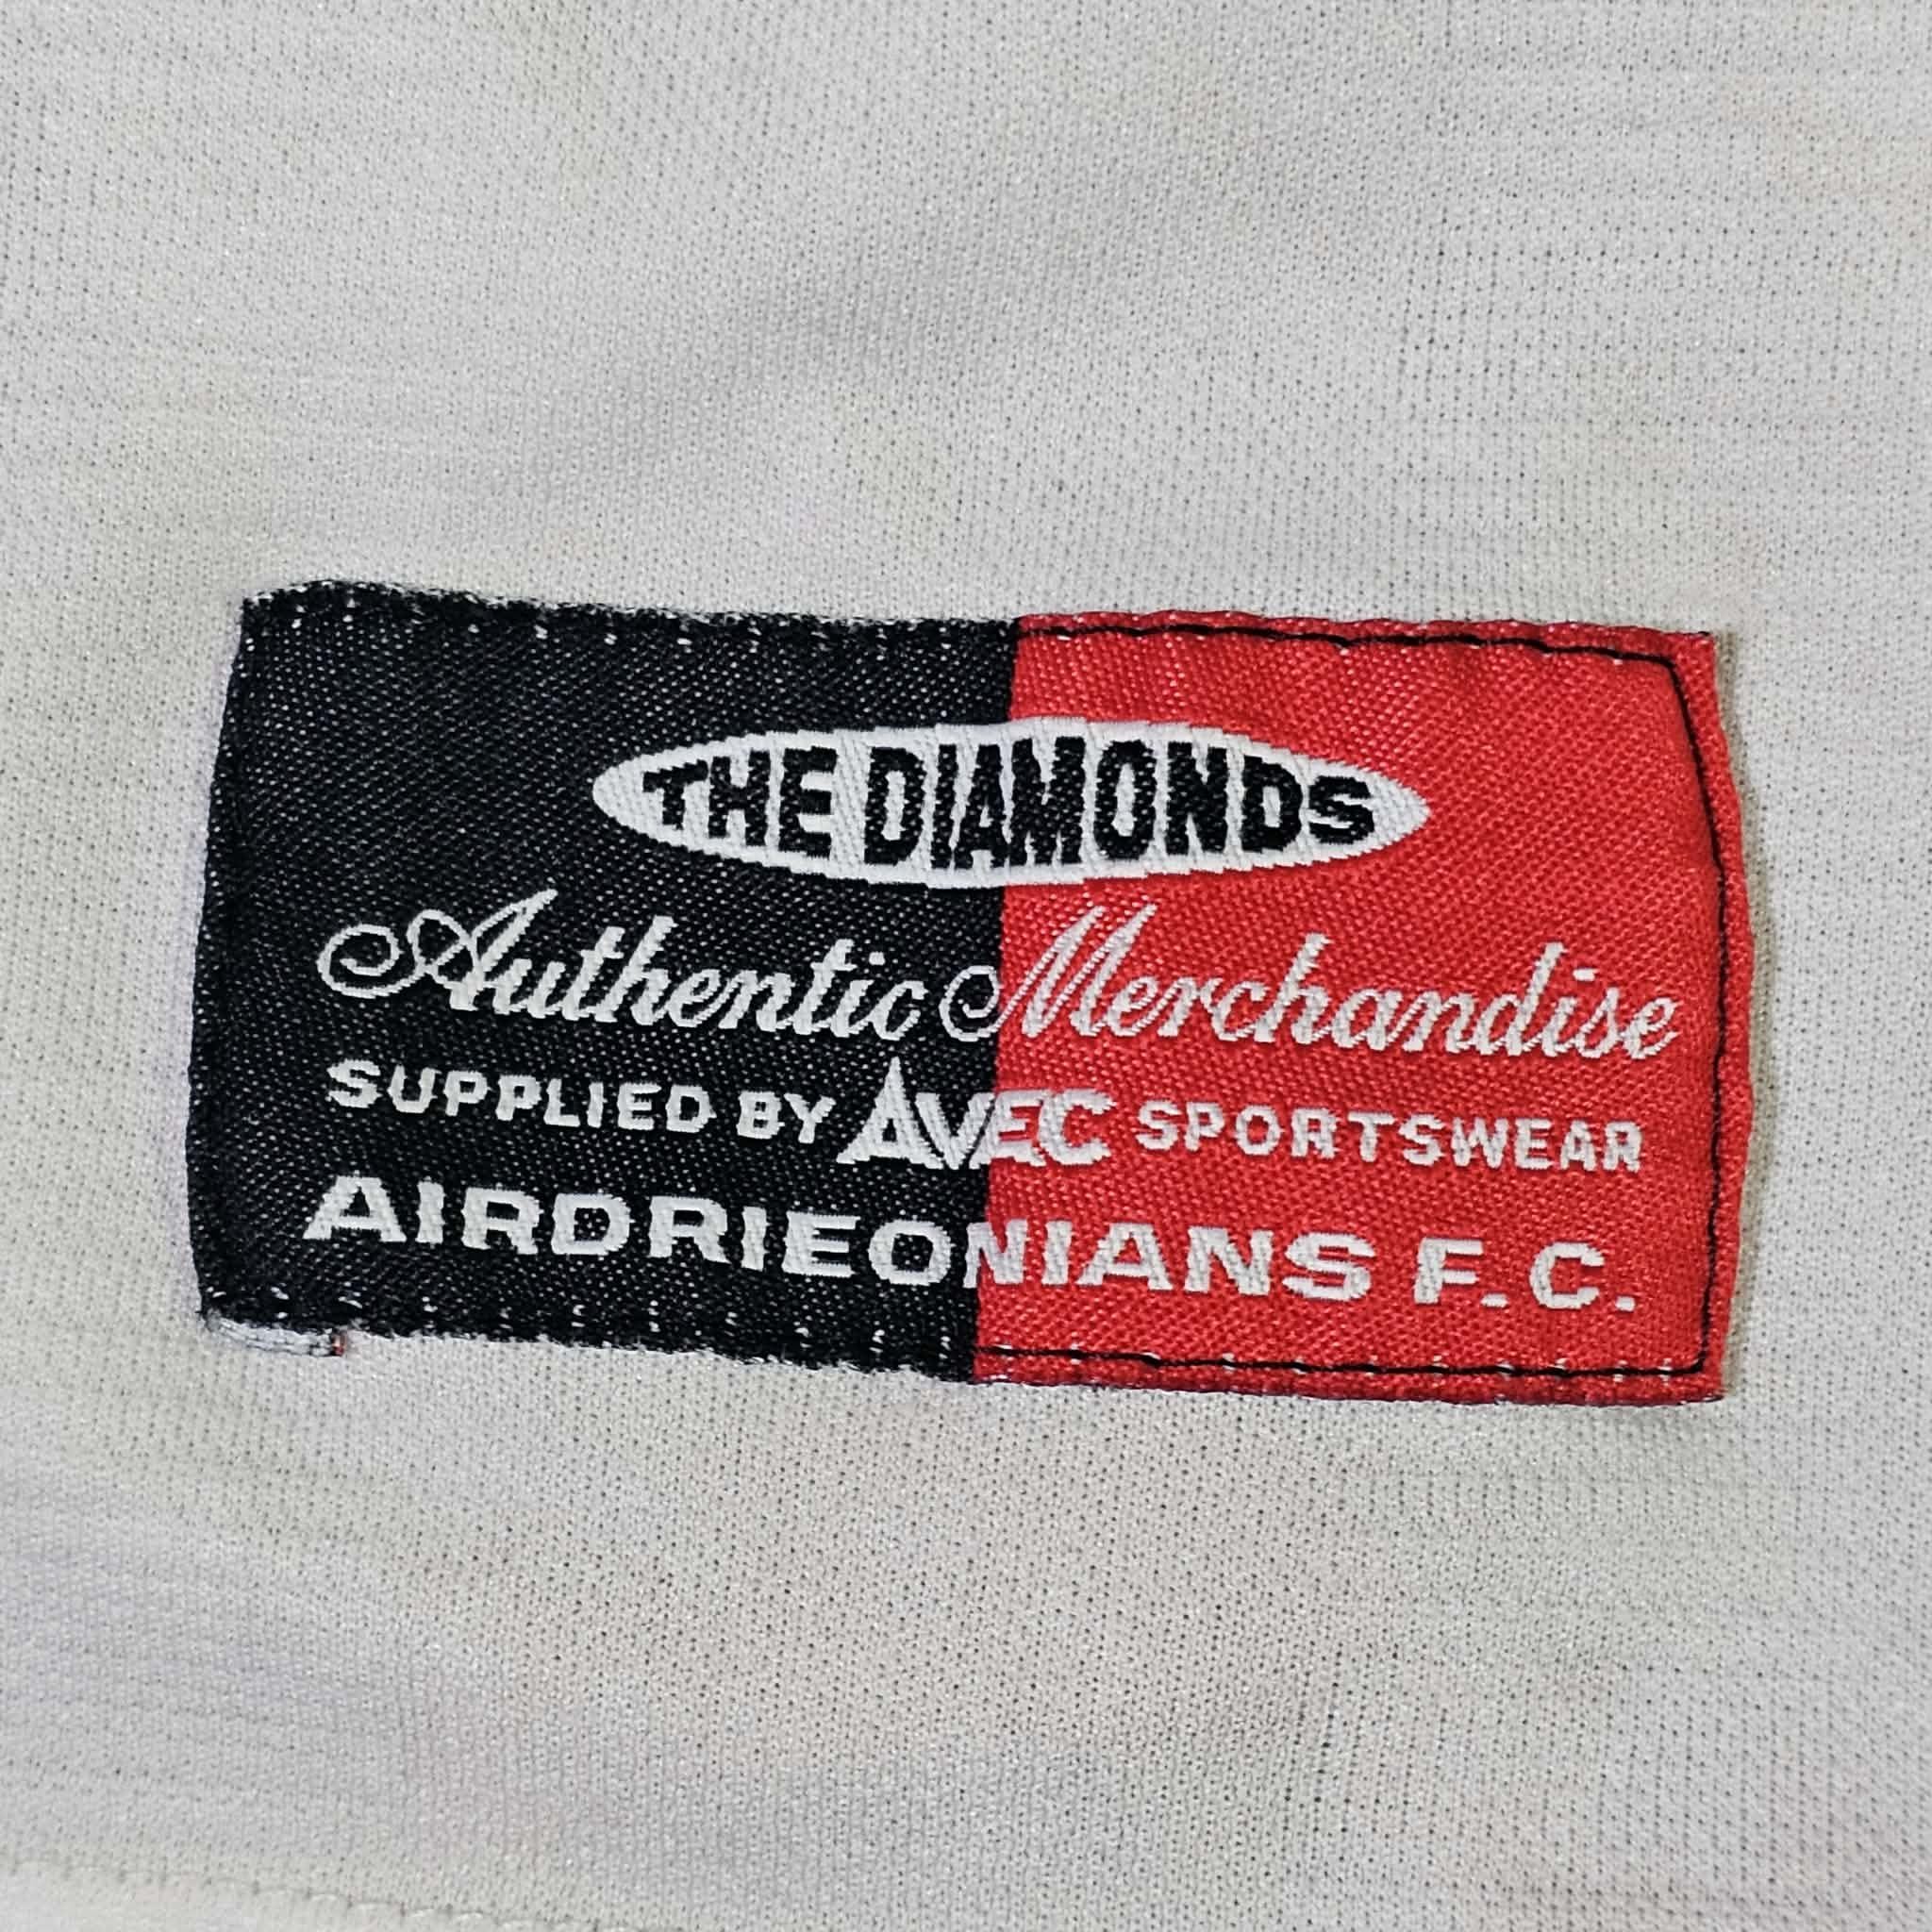 THE DIAMONDS
Authentic Merchandise
SUPPLIED BY AVEC SPORTSWEAR
AIRDRIEONIANS F.C.